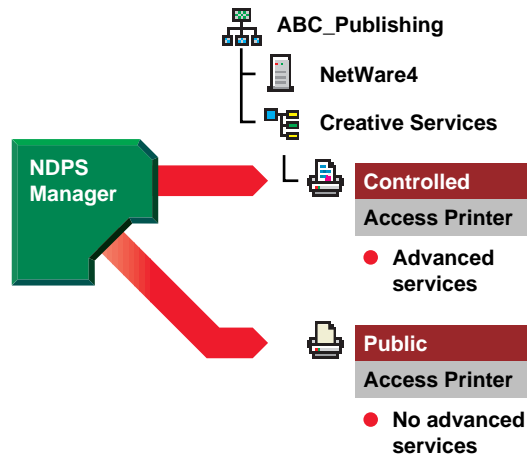 ABC_Publishing
NetWare4
Creative Services
NDPS
Manager
Controlled
Access Printer
Advanced
services
Public
Access Printer
No advanced
services